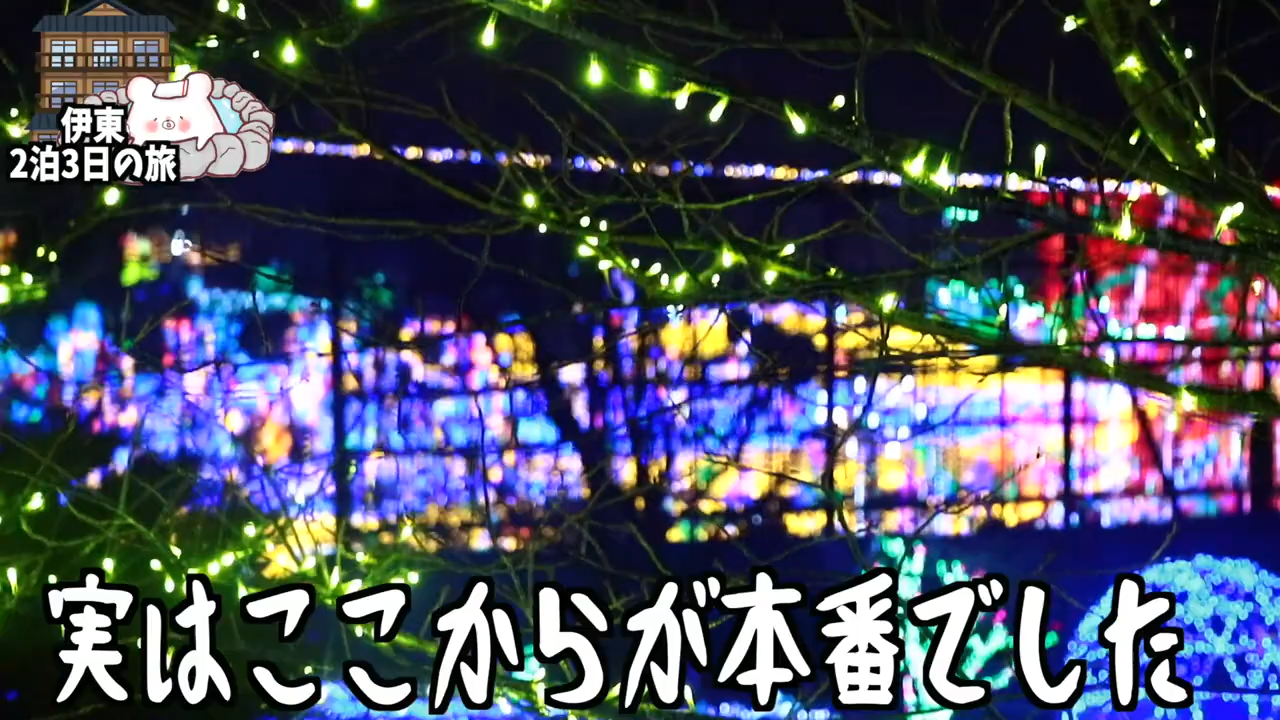 伊東
2泊3日の旅
実はここからが本番でした